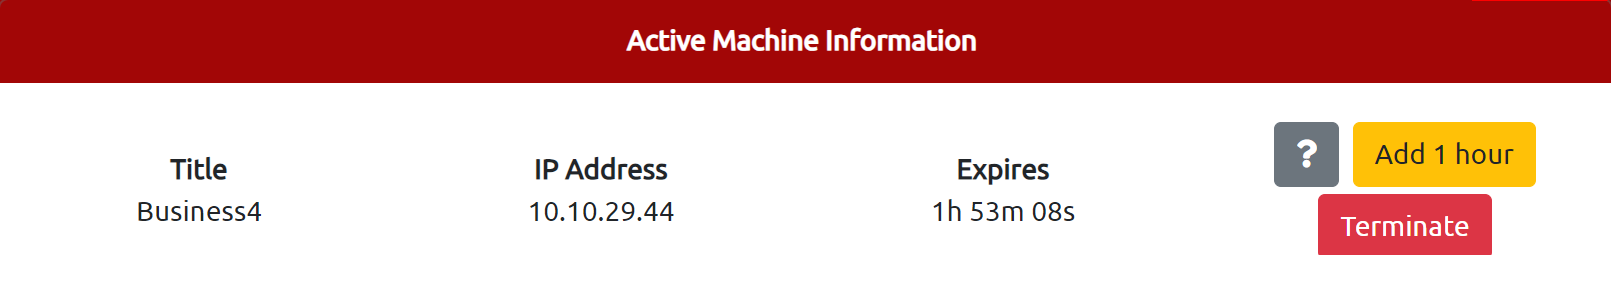 Active Machine Information
Title
Business4
IP Address
10.10.29.44
Expires
1h 53m 08s
?
Add 1 hour
Terminate